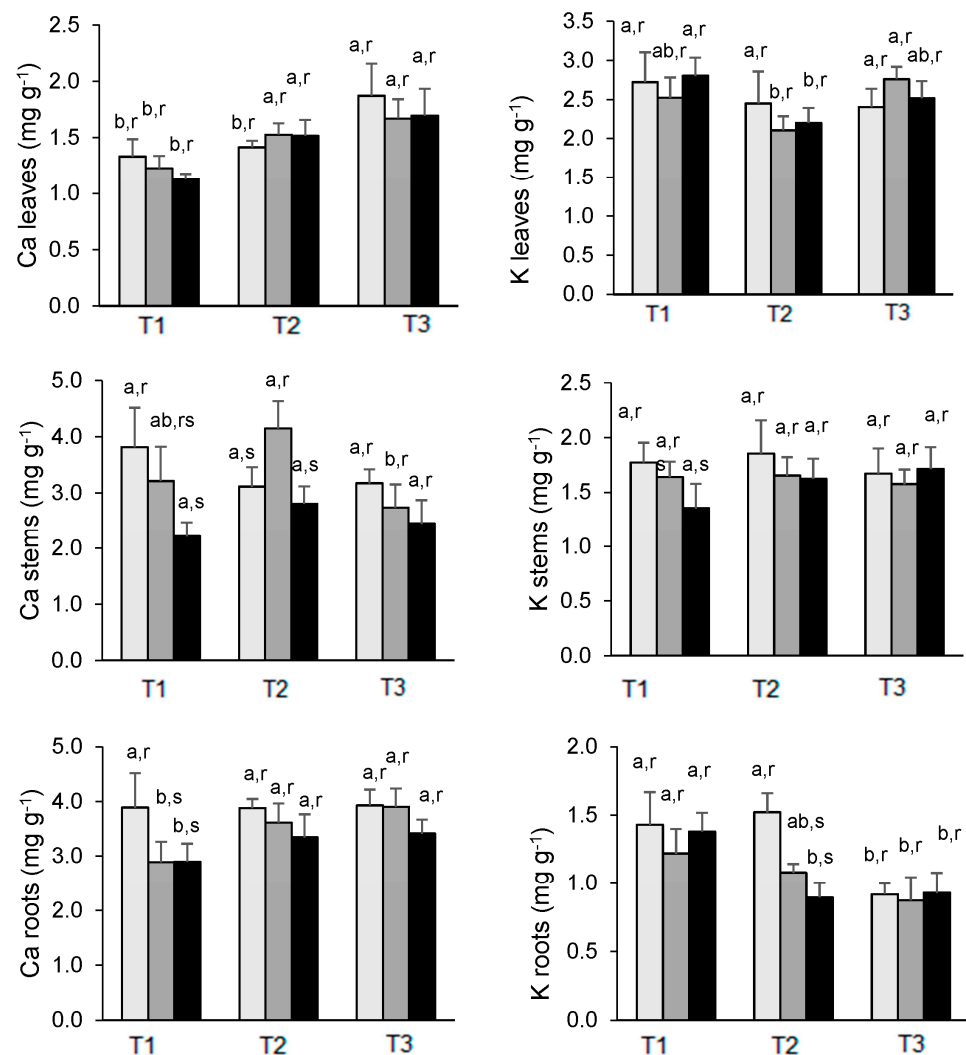 Ca leaves (mg g-1)
2.5
2.0
1.5
1.0
0.5
0.0
b,r b,r b,r
b,r a,r a,r
a,r a,r a,r
T1 T2 T3
K leaves (mg g-1)
3.5
3.0
2.5
2.0
1.5
1.0
0.5
0.0
a,r ab,r a,r
a,r b,r b,r
a,r a,r ab,r
T1 T2 T3
Ca stems (mg g-1)
5.0
4.0
3.0
2.0
1.0
0.0
a,r ab,rs a,s
a,s a,r a,s
a,r b,r a,r
T1 T2 T3
K stems (mg g-1)
2.5
2.0
1.5
1.0
0.5
0.0
a,r a,r s a,s
a,r a,r a,r
a,r a,r a,r
T1 T2 T3
Ca roots (mg g-1)
5.0
4.0
3.0
2.0
1.0
0.0
a,r b,s b,s
a,r a,r a,r
a,r a,r a,r
T1 T2 T3
K roots (mg g-1)
2.0
1.5
1.0
0.5
0.0
a,r a,r a,r
a,r ab,s b,s
b,r b,r b,r
T1 T2 T3